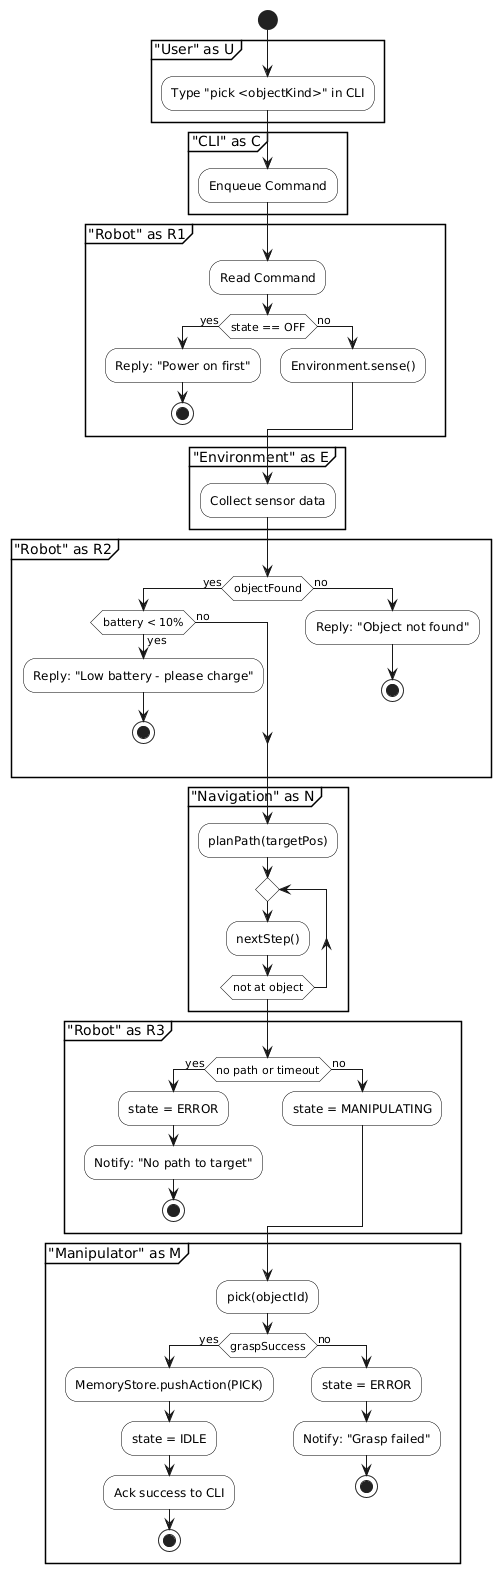 "User" as U
Type "pick <objectKind>" in CLI
"CLI" as C
Enqueue Command
"Robot" as R1
Read Command
yes
state == OFF
no
Reply: "Power on first"
Environment.sense()
"Environment" as E
Collect sensor data
"Robot" as R2
yes
objectFound
no
battery < 10%
no
Reply: "Object not found"
yes
Reply: "Low battery - please charge"
"Navigation" as N
planPath(targetPos)
nextStep()
not at object
"Robot" as R3
yes
no path or timeout
no
state = ERROR
state = MANIPULATING
Notify: "No path to target"
"Manipulator" as M
pick(objectId)
yes
graspSuccess
no
MemoryStore.pushAction(PICK)
state = ERROR
state = IDLE
Notify: "Grasp failed"
Ack success to CLI